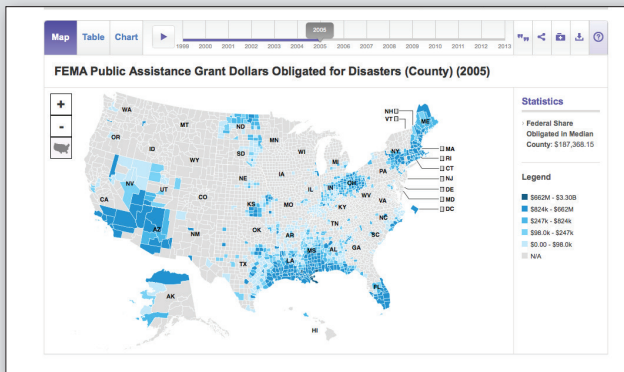 Map Table Chart
2005
1999 2000 2001 2002 2003 2004 2005 2006 2007 2008 2009 2010 2011 2012 2013
FEMA Public Assistance Grant Dollars Obligated for Disasters (County) (2005)
+
-
WA
MT
ND
MN
OR
ID
WY
SD
WI
MI
NY
ME
NH
VT
MA
RI
CT
NJ
DE
MD
DC
NV
UT
CO
NE
IA
IL
IN
OH
PA
WV
VA
CA
AZ
NM
KS
MO
KY
TN
NC
SC
OK
AR
MS
AL
GA
TX
LA
FL
AK
HI
Statistics
Federal Share
Obligated in Median
County: $187,368.15
Legend
$662M - $3.30B
$824k - $662M
$247k - $824k
$98.0k - $247k
$0.00 - $98.0k
N/A